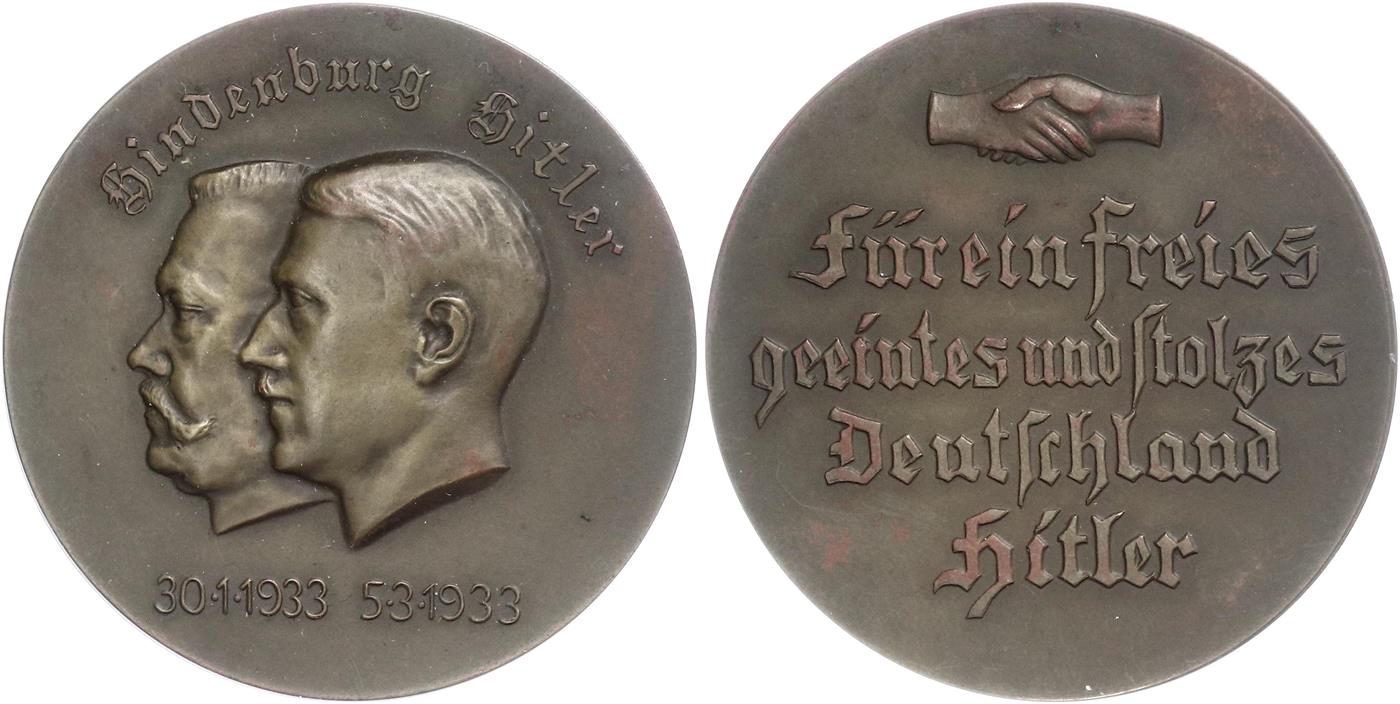 Hindenburg Hitler
30·1·1933 5·3·1933
Für ein freies
geeintes und stolzes
Deutschland
Hitler